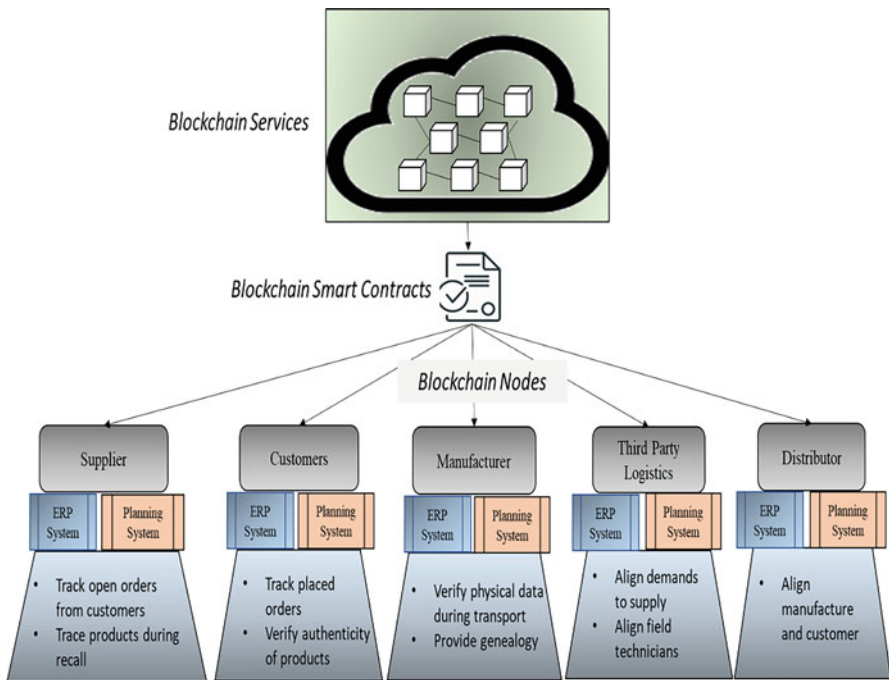 Blockchain Services
Blockchain Smart Contracts
Blockchain Nodes
Supplier
Customers
Manufacturer
Third Party
Logistics
Distributor
ERP
System
Planning
System
ERP
System
Planning
System
ERP
System
Planning
System
ERP
System
Planning
System
ERP
System
Planning
System
• Track open orders
from customers
• Trace products during
recall
• Track placed
orders
• Verify authenticity
of products
• Verify physical data
during transport
• Provide genealogy
• Align demands
to supply
• Align field
technicians
• Align
manufacture
and customer